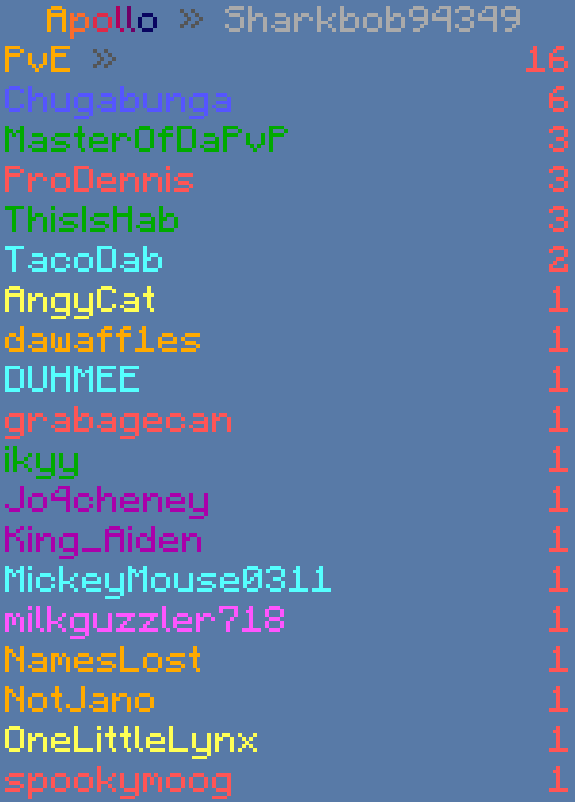 Apollo » Sharkbob94349
PvE » 16
Chugabunga 6
MasterOfDaPvP 3
ProDennis 3
ThisIsHab 3
TacoDab 2
AngyCat 1
dawaff1es 1
DUHMEE 1
grabagecan 1
ikyy 1
Jo4cheney 1
King_Aiden 1
MickeyMouse0311 1
milkguzzler718 1
NamesLost 1
NotJano 1
OneLittleLynx 1
spookymoog 1